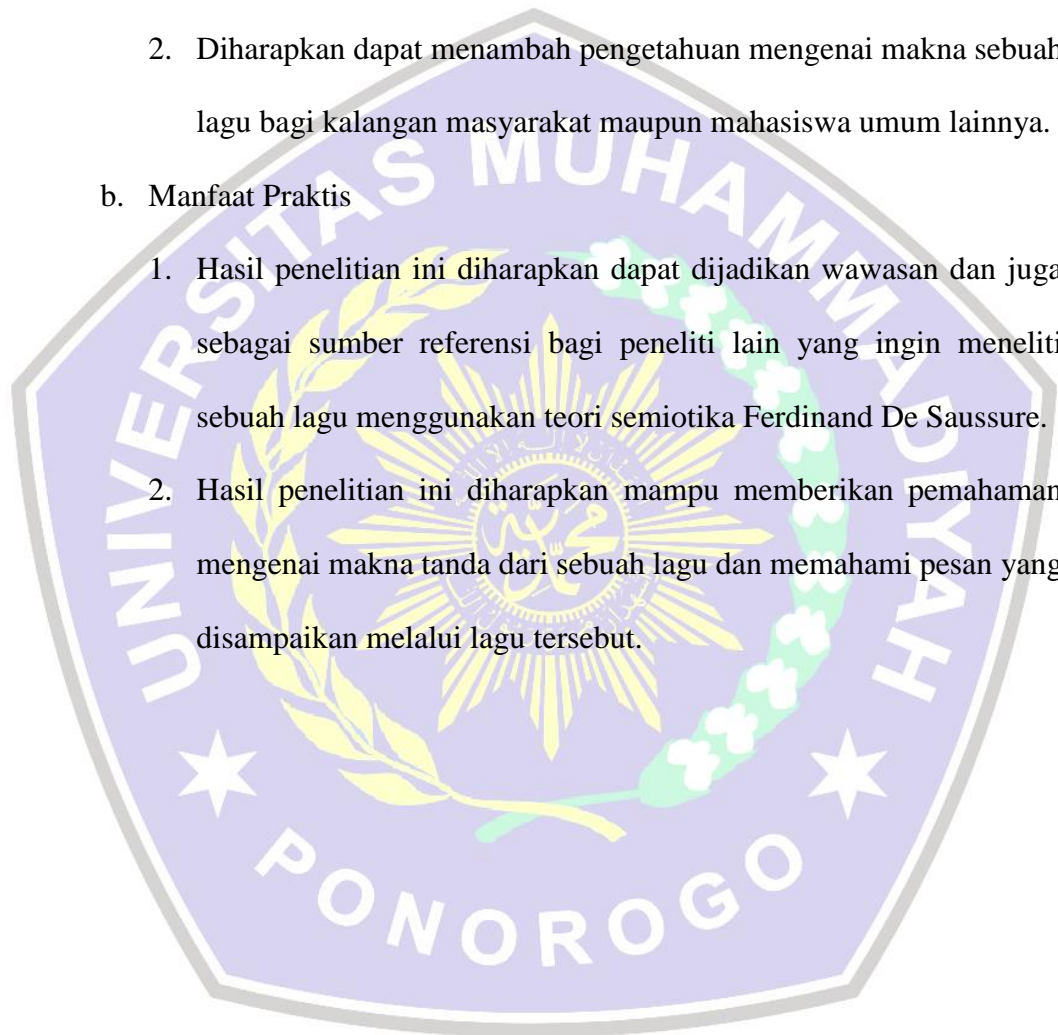 2. Diharapkan dapat menambah pengetahuan mengenai makna sebuah
lagu bagi kalangan masyarakat maupun mahasiswa umum lainnya.
b. Manfaat Praktis
1. Hasil penelitian ini diharapkan dapat dijadikan wawasan dan juga
sebagai sumber referensi bagi peneliti lain yang ingin meneliti
sebuah lagu menggunakan teori semiotika Ferdinand De Saussure.
2. Hasil penelitian ini diharapkan mampu memberikan pemahaman
mengenai makna tanda dari sebuah lagu dan memahami pesan yang
disampaikan melalui lagu tersebut.
UNIVERSITAS MUHAMMADIYAH
PONOROGO